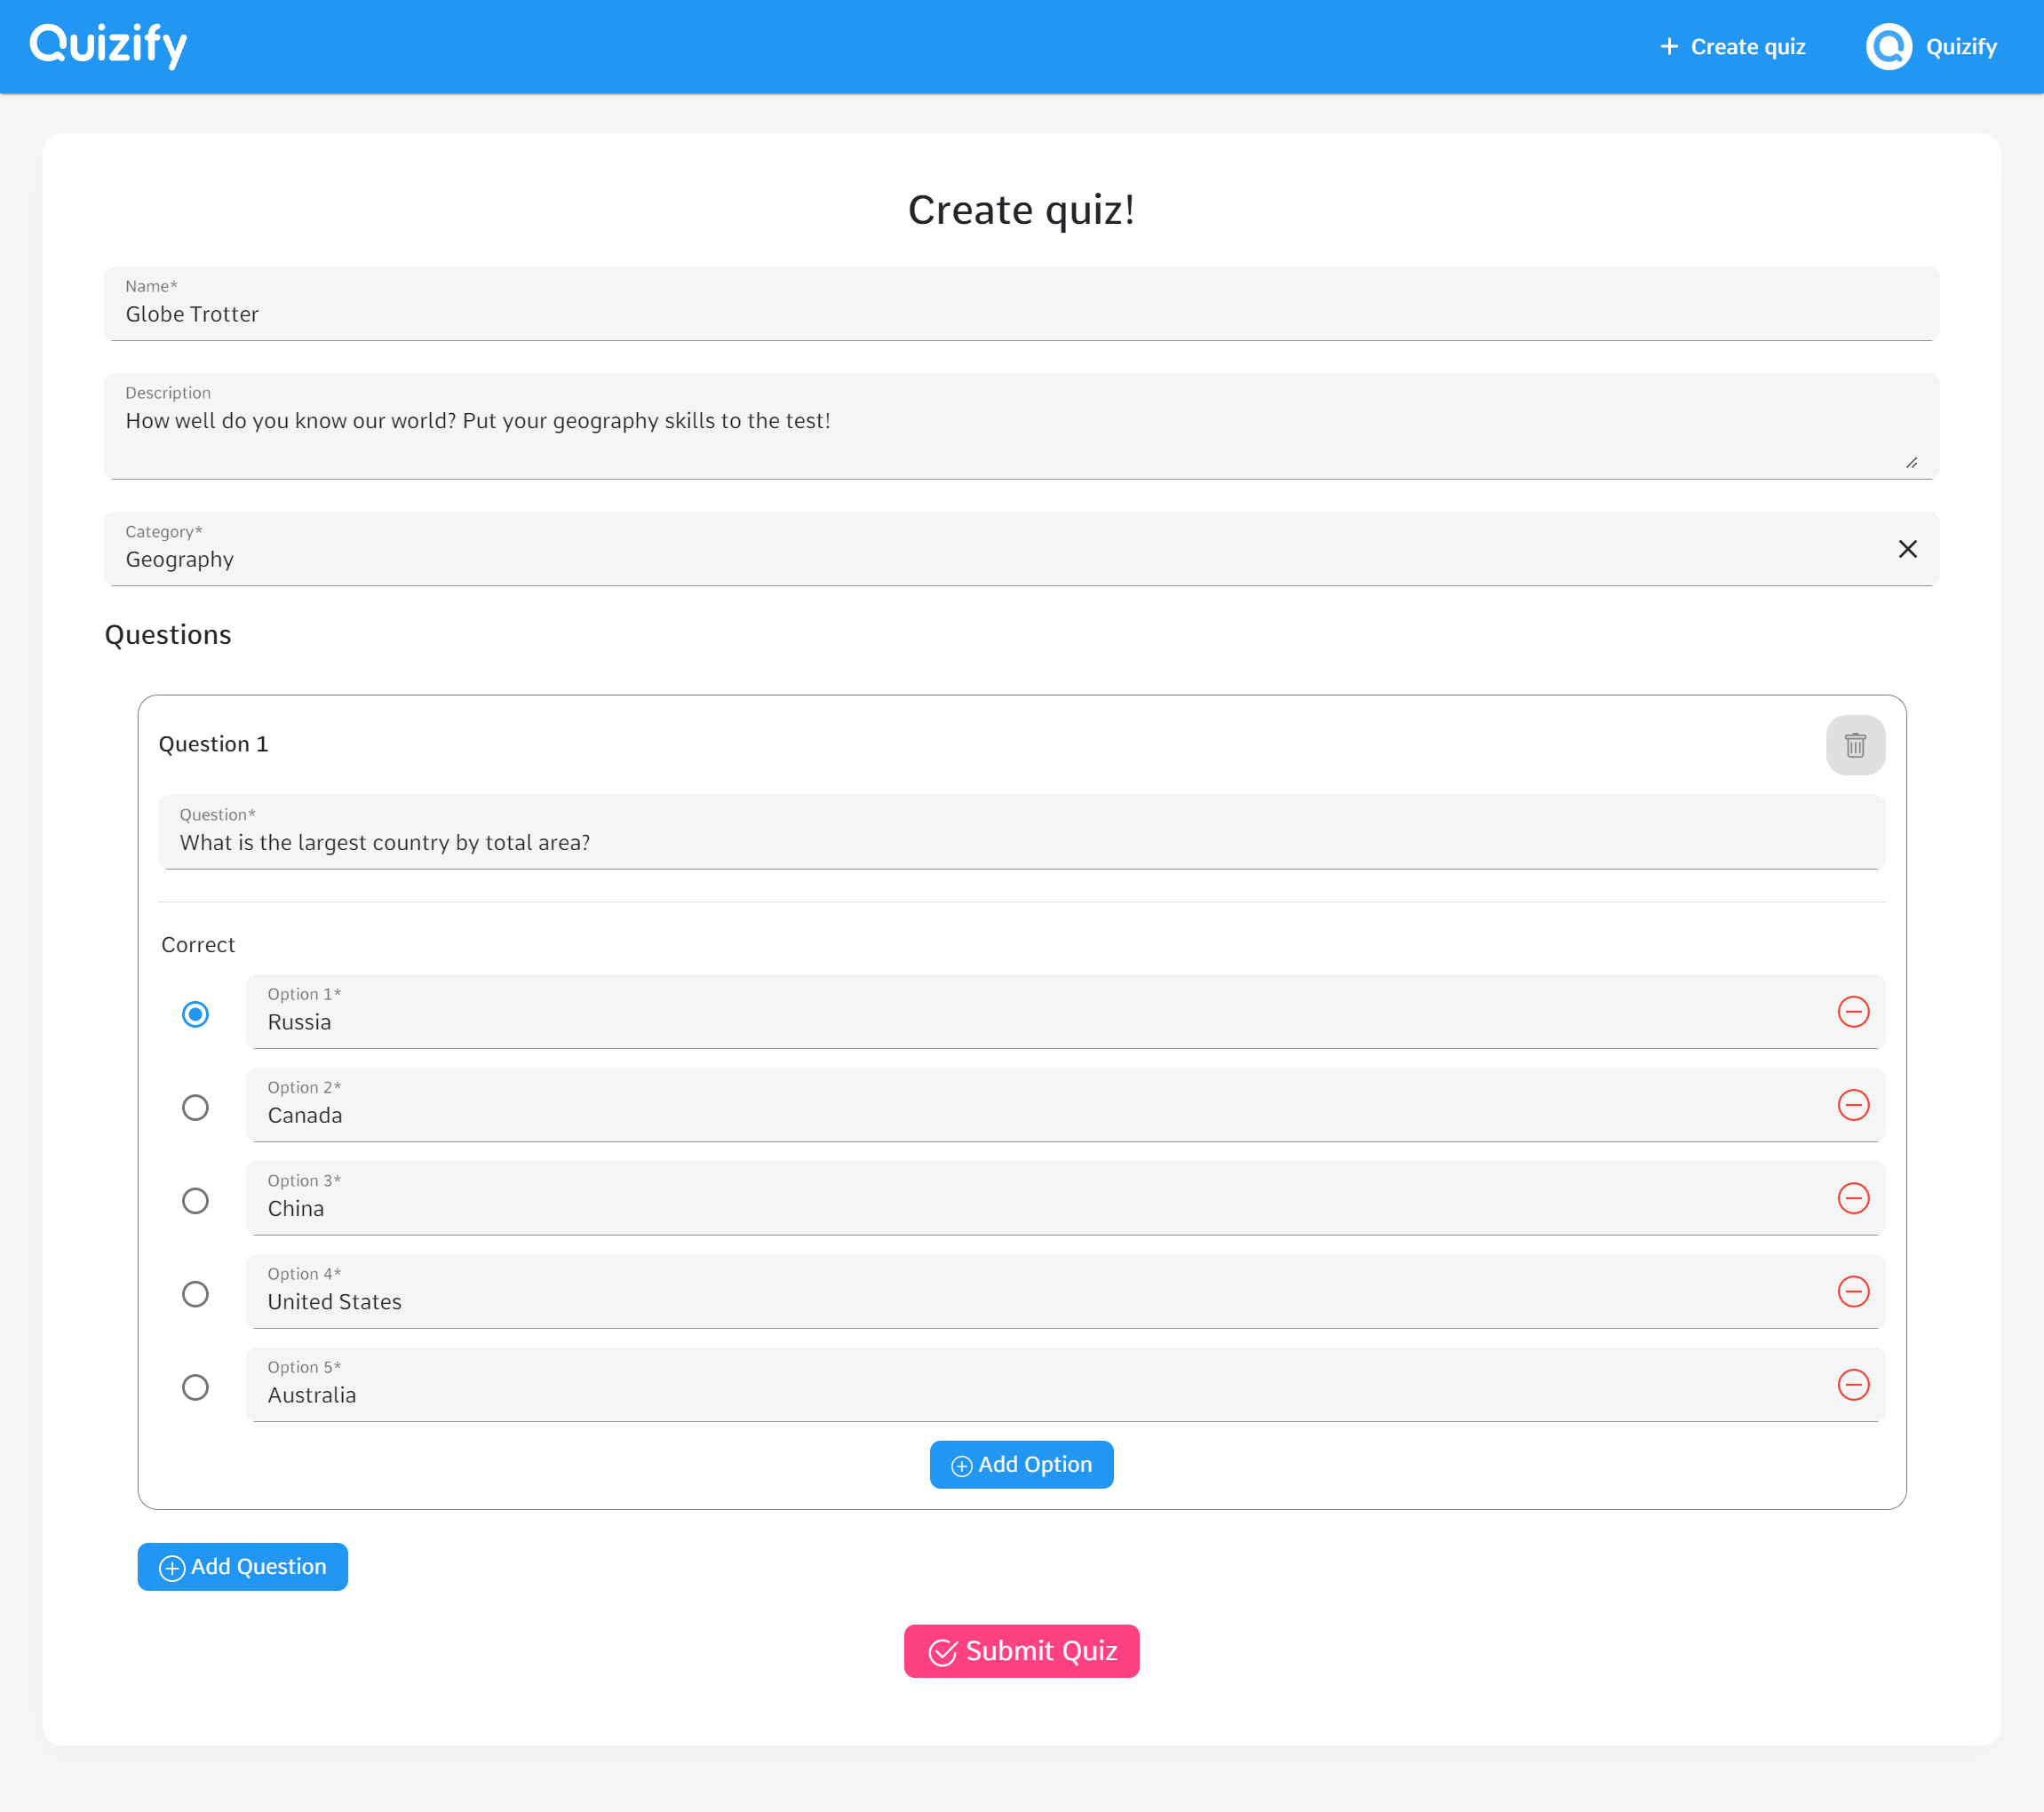 Quizify
Create quiz
Quizify
Create quiz!
Name*
Globe Trotter
Description
How well do you know our world? Put your geography skills to the test!
Category*
Geography
Questions
Question 1
Question*
What is the largest country by total area?
Correct
Option 1*
Russia
Option 2*
Canada
Option 3*
China
Option 4*
United States
Option 5*
Australia
Add Option
Add Question
Submit Quiz